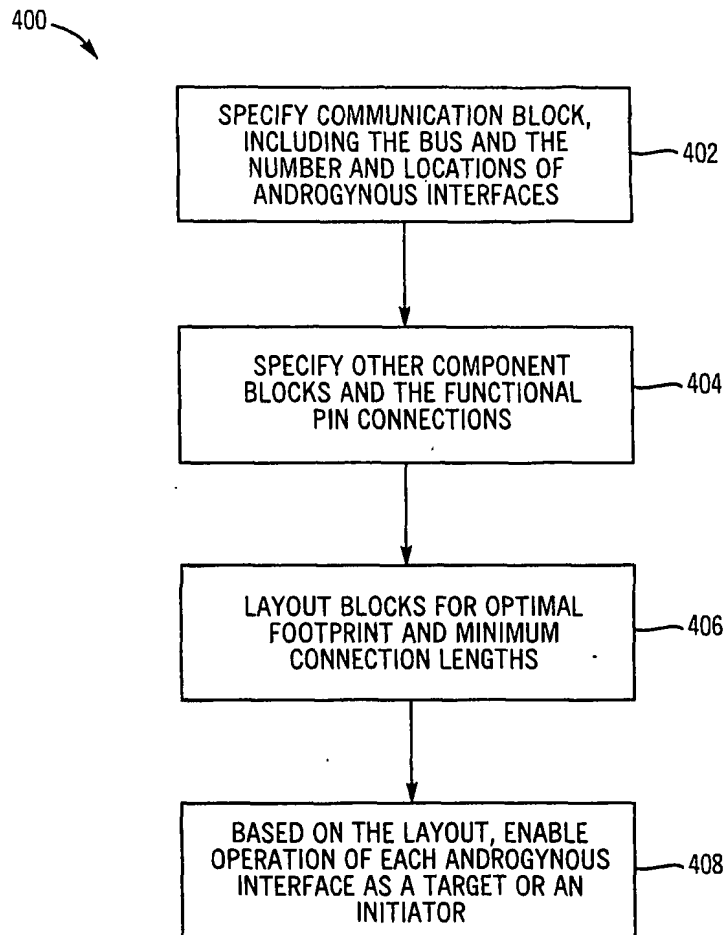 400
SPECIFY COMMUNICATION BLOCK,
INCLUDING THE BUS AND THE
NUMBER AND LOCATIONS OF
ANDROGYNOUS INTERFACES
402
SPECIFY OTHER COMPONENT
BLOCKS AND THE FUNCTIONAL
PIN CONNECTIONS
404
LAYOUT BLOCKS FOR OPTIMAL
FOOTPRINT AND MINIMUM
CONNECTION LENGTHS
406
BASED ON THE LAYOUT, ENABLE
OPERATION OF EACH ANDROGYNOUS
INTERFACE AS A TARGET OR AN
INITIATOR
408